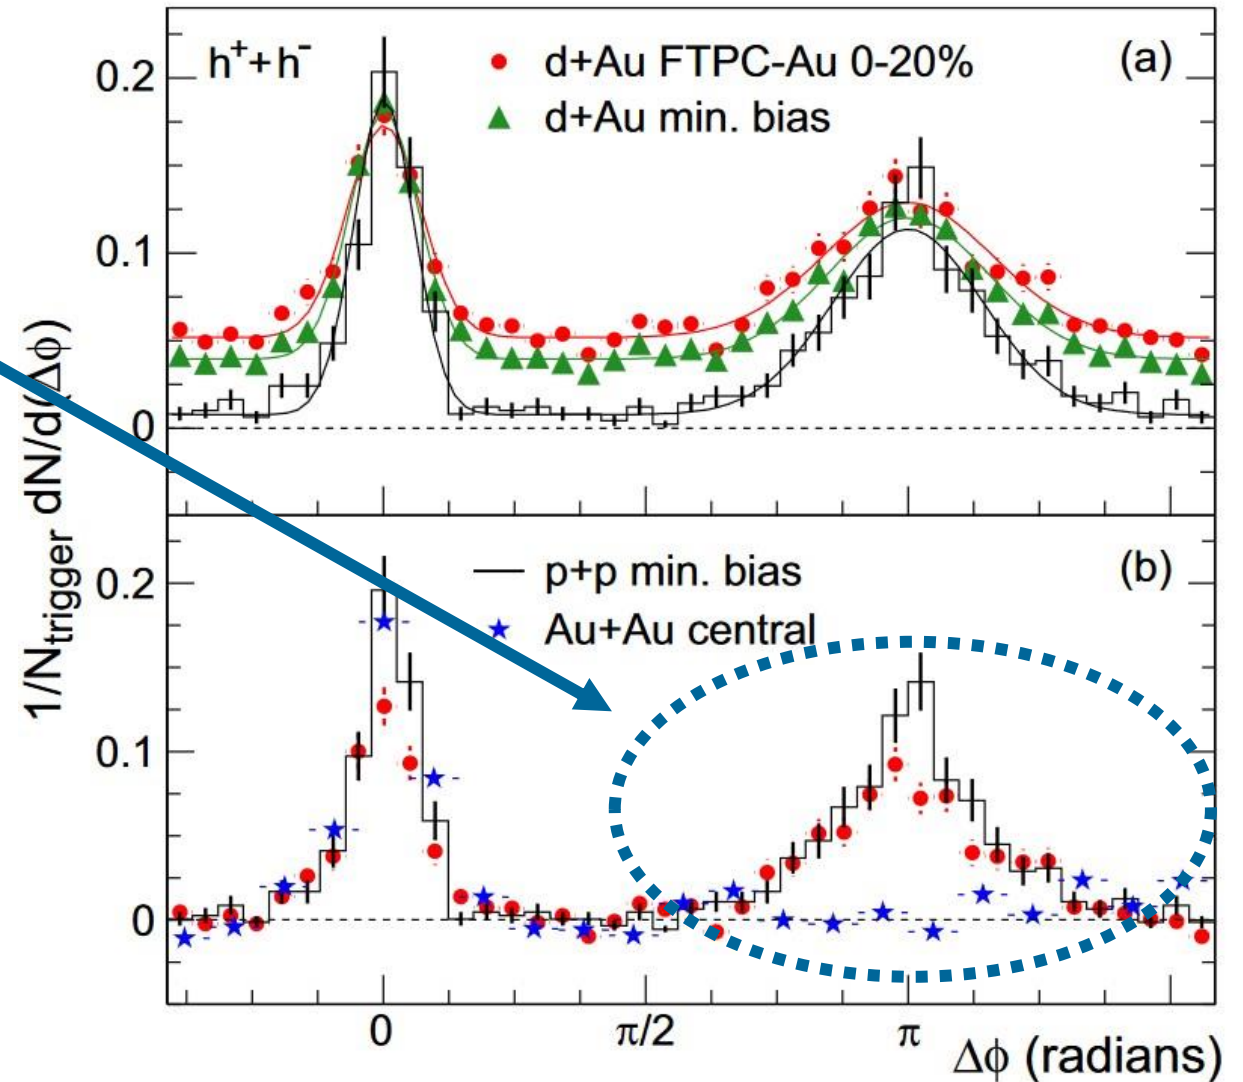 h⁺+h⁻
d+Au FTPC-Au 0-20%
(a)
d+Au min. bias
0.2
0.1
0
1/N_trigger dN/d(Δϕ)
p+p min. bias
(b)
Au+Au central
0.2
0.1
0
0
π/2
π
Δϕ (radians)